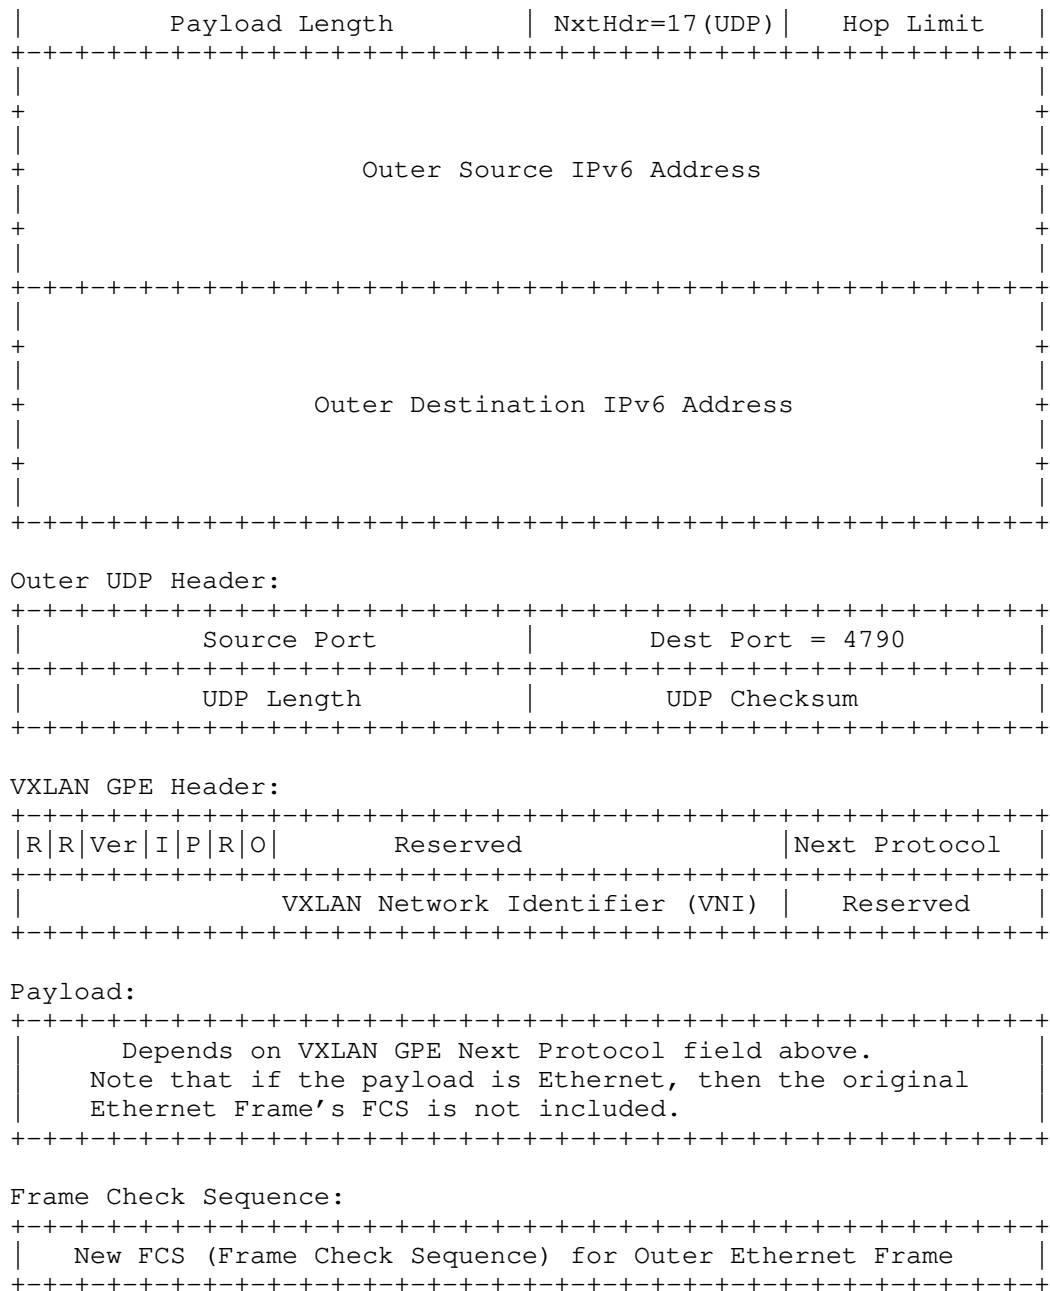 |         Payload Length        | NxtHdr=17(UDP)|   Hop Limit   |
+-+-+-+-+-+-+-+-+-+-+-+-+-+-+-+-+-+-+-+-+-+-+-+-+-+-+-+-+-+-+-+-+
|                                                               |
+                                                               +
|                                                               |
+                     Outer Source IPv6 Address                 +
|                                                               |
+                                                               +
|                                                               |
+-+-+-+-+-+-+-+-+-+-+-+-+-+-+-+-+-+-+-+-+-+-+-+-+-+-+-+-+-+-+-+-+
|                                                               |
+                                                               +
|                                                               |
+                  Outer Destination IPv6 Address               +
|                                                               |
+                                                               +
|                                                               |
+-+-+-+-+-+-+-+-+-+-+-+-+-+-+-+-+-+-+-+-+-+-+-+-+-+-+-+-+-+-+-+-+

Outer UDP Header:
+-+-+-+-+-+-+-+-+-+-+-+-+-+-+-+-+-+-+-+-+-+-+-+-+-+-+-+-+-+-+-+-+
|           Source Port         |       Dest Port = 4790        |
+-+-+-+-+-+-+-+-+-+-+-+-+-+-+-+-+-+-+-+-+-+-+-+-+-+-+-+-+-+-+-+-+
|           UDP Length          |        UDP Checksum           |
+-+-+-+-+-+-+-+-+-+-+-+-+-+-+-+-+-+-+-+-+-+-+-+-+-+-+-+-+-+-+-+-+

VXLAN GPE Header:
+-+-+-+-+-+-+-+-+-+-+-+-+-+-+-+-+-+-+-+-+-+-+-+-+-+-+-+-+-+-+-+-+
|R|R|Ver|I|P|R|O|       Reserved                |Next Protocol  |
+-+-+-+-+-+-+-+-+-+-+-+-+-+-+-+-+-+-+-+-+-+-+-+-+-+-+-+-+-+-+-+-+
|                VXLAN Network Identifier (VNI) |   Reserved    |
+-+-+-+-+-+-+-+-+-+-+-+-+-+-+-+-+-+-+-+-+-+-+-+-+-+-+-+-+-+-+-+-+

Payload:
+-+-+-+-+-+-+-+-+-+-+-+-+-+-+-+-+-+-+-+-+-+-+-+-+-+-+-+-+-+-+-+-+
|      Depends on VXLAN GPE Next Protocol field above.          |
|    Note that if the payload is Ethernet, then the original    |
|    Ethernet Frame’s FCS is not included.                      |
+-+-+-+-+-+-+-+-+-+-+-+-+-+-+-+-+-+-+-+-+-+-+-+-+-+-+-+-+-+-+-+-+

Frame Check Sequence:
+-+-+-+-+-+-+-+-+-+-+-+-+-+-+-+-+-+-+-+-+-+-+-+-+-+-+-+-+-+-+-+-+
|   New FCS (Frame Check Sequence) for Outer Ethernet Frame     |
+-+-+-+-+-+-+-+-+-+-+-+-+-+-+-+-+-+-+-+-+-+-+-+-+-+-+-+-+-+-+-+-+